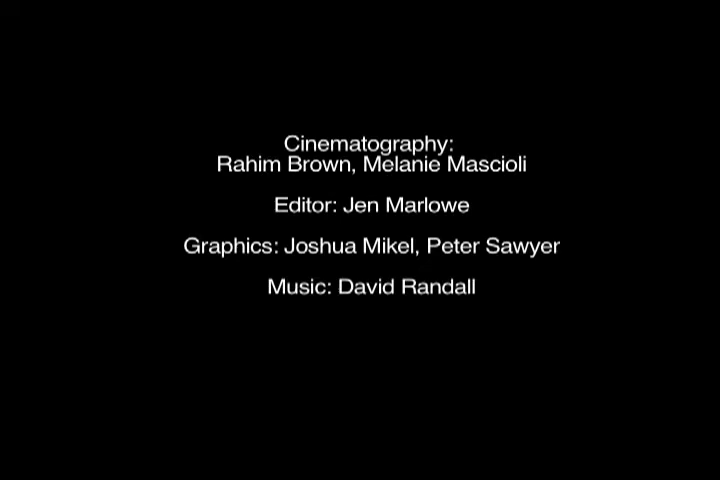 Cinematography:
Rahim Brown, Melanie Mascioli
Editor: Jen Marlowe
Graphics: Joshua Mikel, Peter Sawyer
Music: David Randall